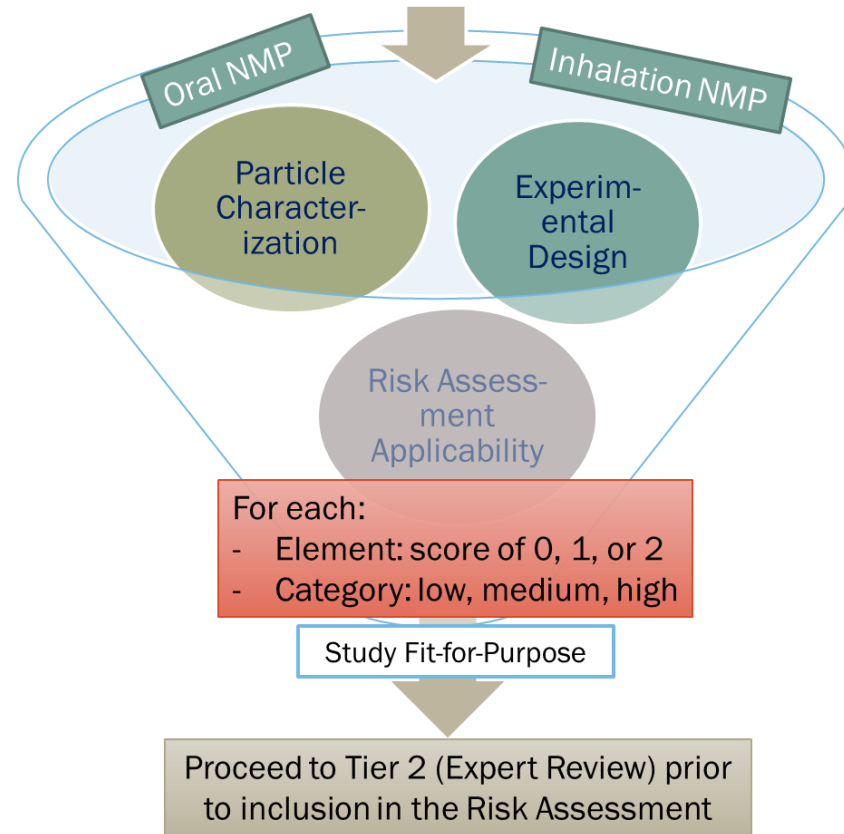 Oral NMP
Inhalation NMP
Particle
Character-
ization
Experim-
ental
Design
Risk Assess-
ment
Applicability
For each:
- Element: score of 0, 1, or 2
- Category: low, medium, high
Study Fit-for-Purpose
Proceed to Tier 2 (Expert Review) prior
to inclusion in the Risk Assessment